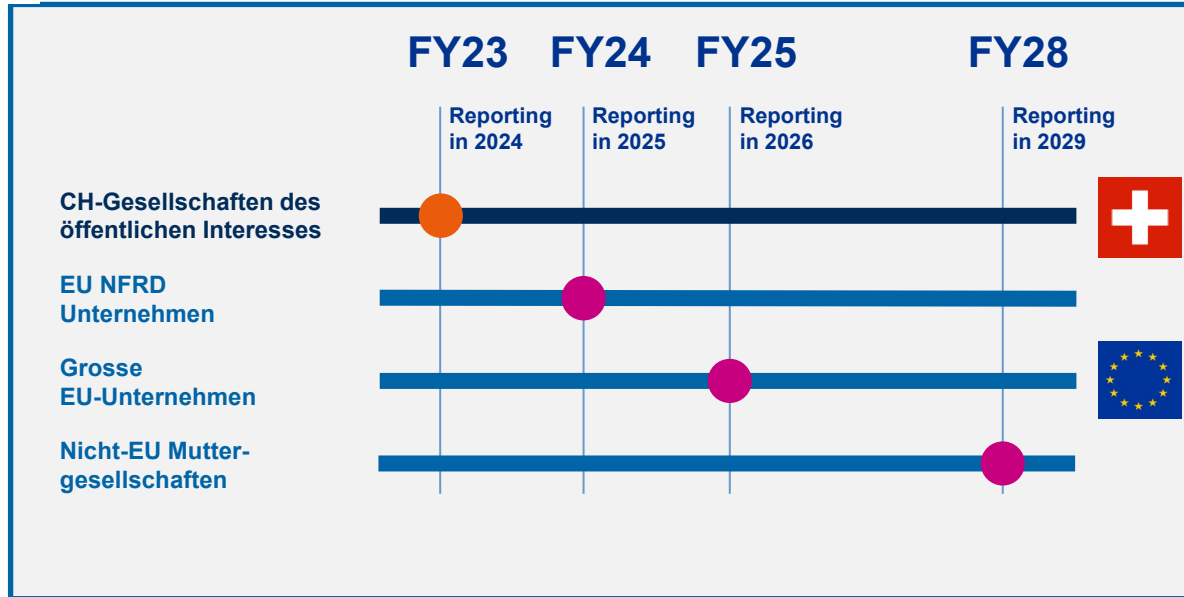 FY23 FY24 FY25 FY28
Reporting in 2024
Reporting in 2025
Reporting in 2026
Reporting in 2029
CH-Gesellschaften des
öffentlichen Interesses
EU NFRD
Unternehmen
Grosse
EU-Unternehmen
Nicht-EU Mutter-
gesellschaften